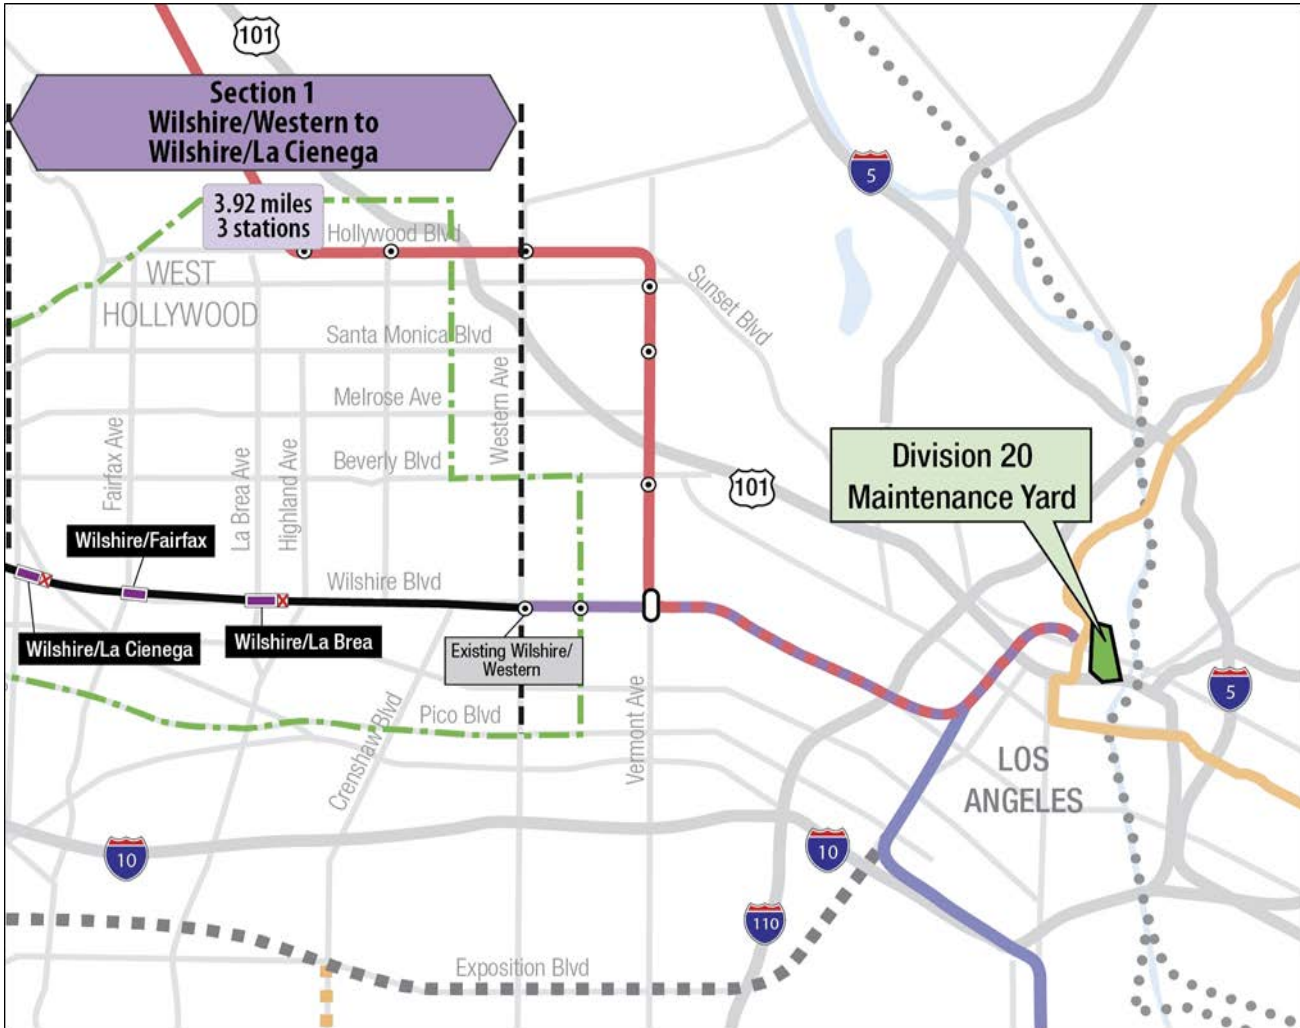 101
Section 1
Wilshire/Western to
Wilshire/La Cienega
3.92 miles
3 stations
Hollywood Blvd
5
WEST
HOLLYWOOD
Sunset Blvd
Santa Monica Blvd
Western Ave
Melrose Ave
Fairfax Ave
La Brea Ave
Highland Ave
Beverly Blvd
101
Division 20
Maintenance Yard
Wilshire/Fairfax
Wilshire Blvd
Wilshire/La Cienega
Wilshire/La Brea
Existing Wilshire/
Western
5
Pico Blvd
Crenshaw Blvd
Vermont Ave
LOS
ANGELES
10
10
110
Exposition Blvd